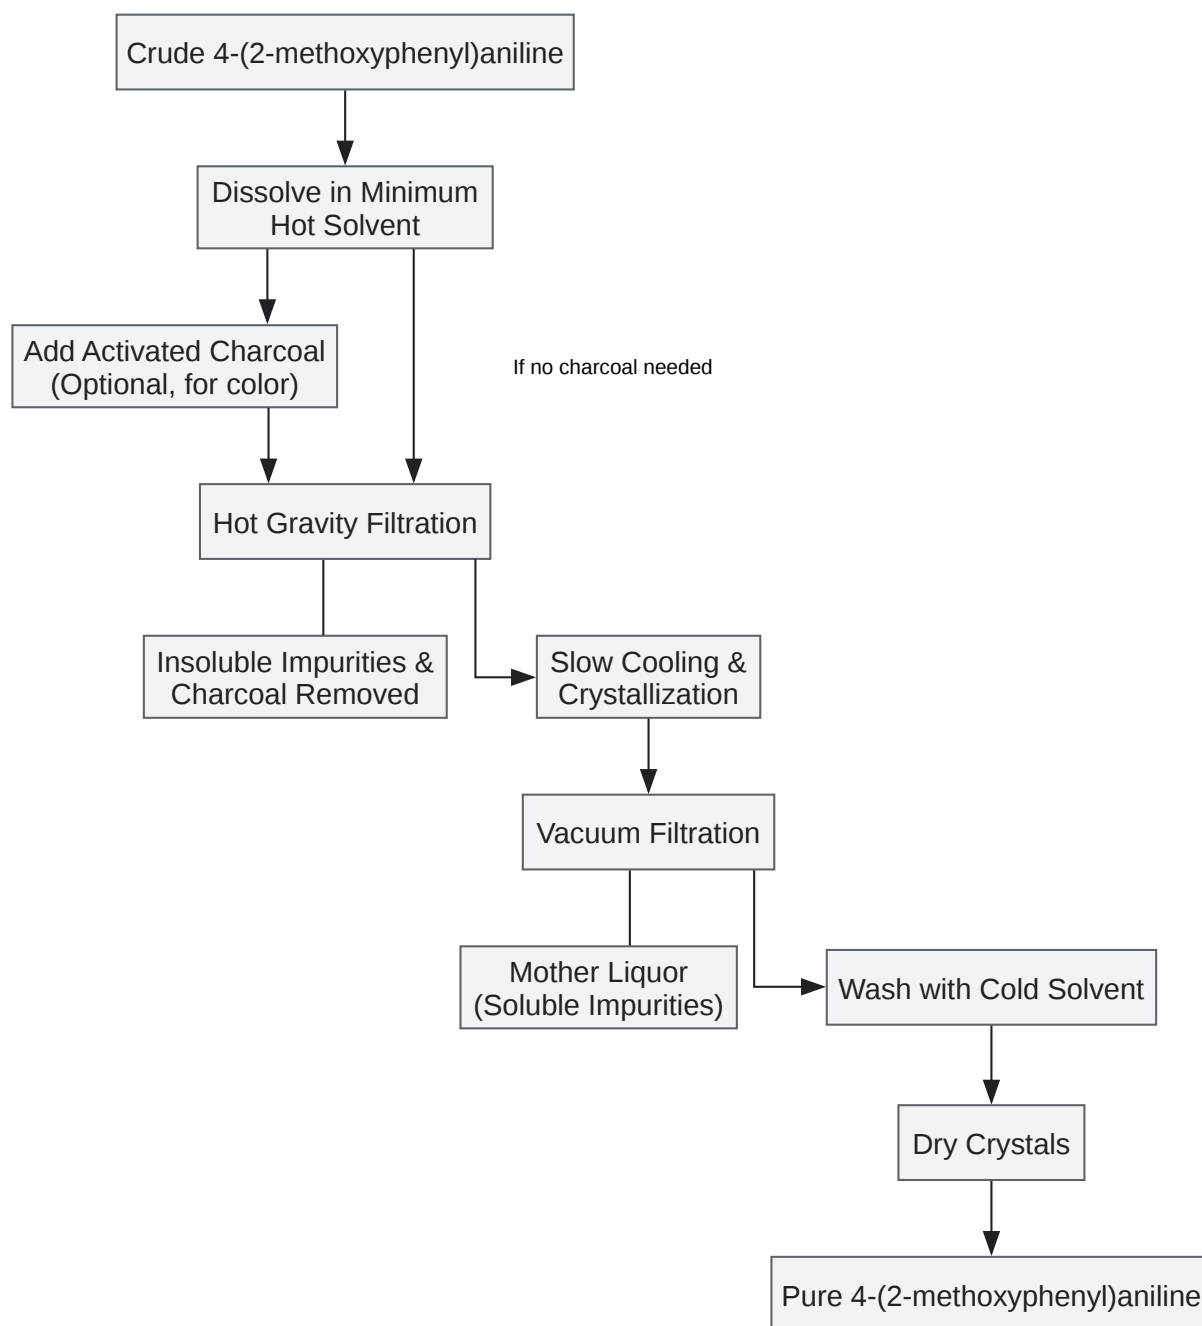 Crude 4-(2-methoxyphenyl)aniline
Dissolve in Minimum
Hot Solvent
Add Activated Charcoal
(Optional, for color)
If no charcoal needed
Hot Gravity Filtration
Insoluble Impurities &
Charcoal Removed
Slow Cooling &
Crystallization
Vacuum Filtration
Mother Liquor
(Soluble Impurities)
Wash with Cold Solvent
Dry Crystals
Pure 4-(2-methoxyphenyl)aniline